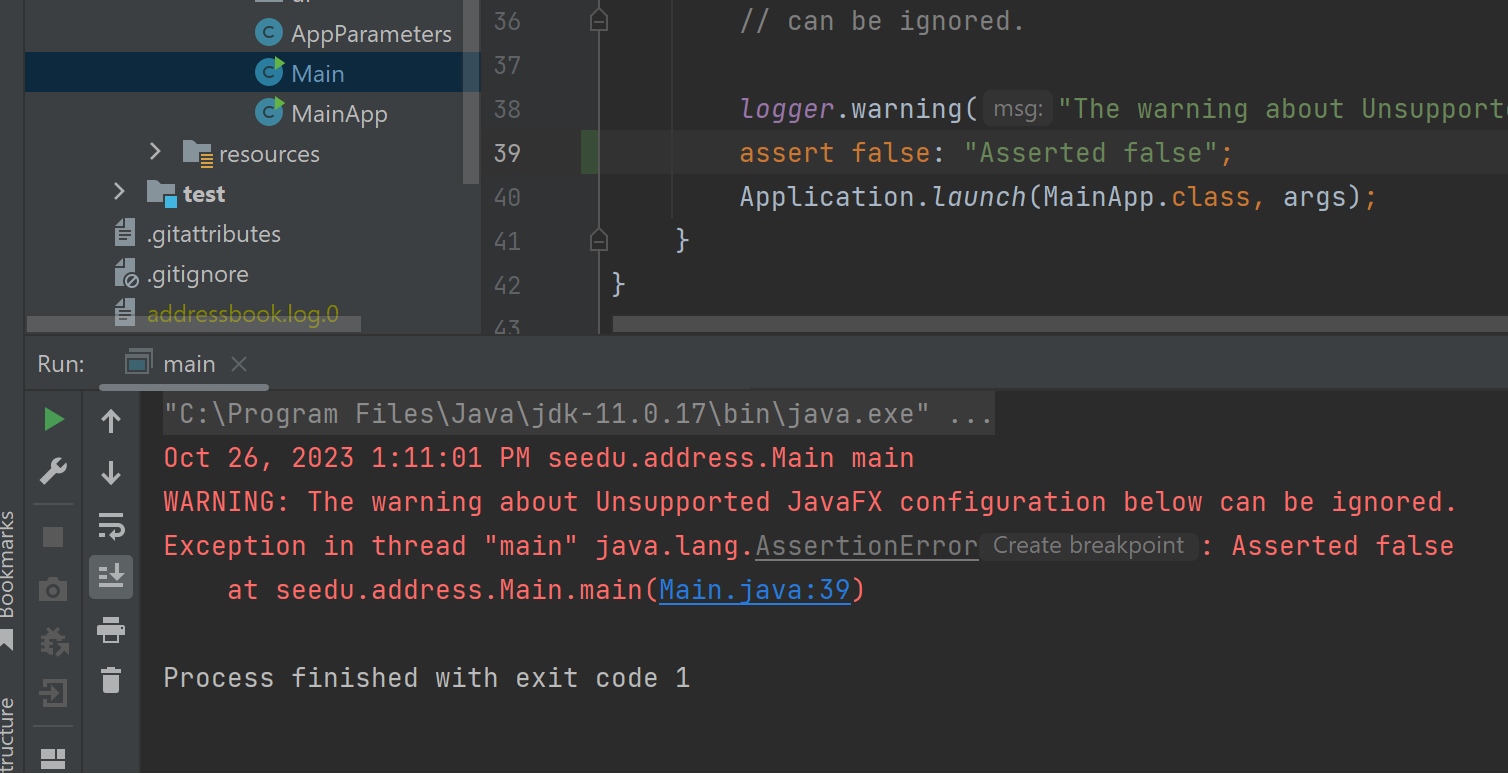 AppParameters
Main
MainApp
resources
test
.gitattributes
.gitignore
addressbook.log.0
36 // can be ignored.
37
38 logger.warning( msg: "The warning about Unsupporte
39 assert false: "Asserted false";
40 Application.launch(MainApp.class, args);
41 }
42 }
43
Run: main
"C:\Program Files\Java\jdk-11.0.17\bin\java.exe" ...
Oct 26, 2023 1:11:01 PM seedu.address.Main main
WARNING: The warning about Unsupported JavaFX configuration below can be ignored.
Exception in thread "main" java.lang.AssertionError Create breakpoint : Asserted false
at seedu.address.Main.main(Main.java:39)
Process finished with exit code 1
Bookmarks
tructure